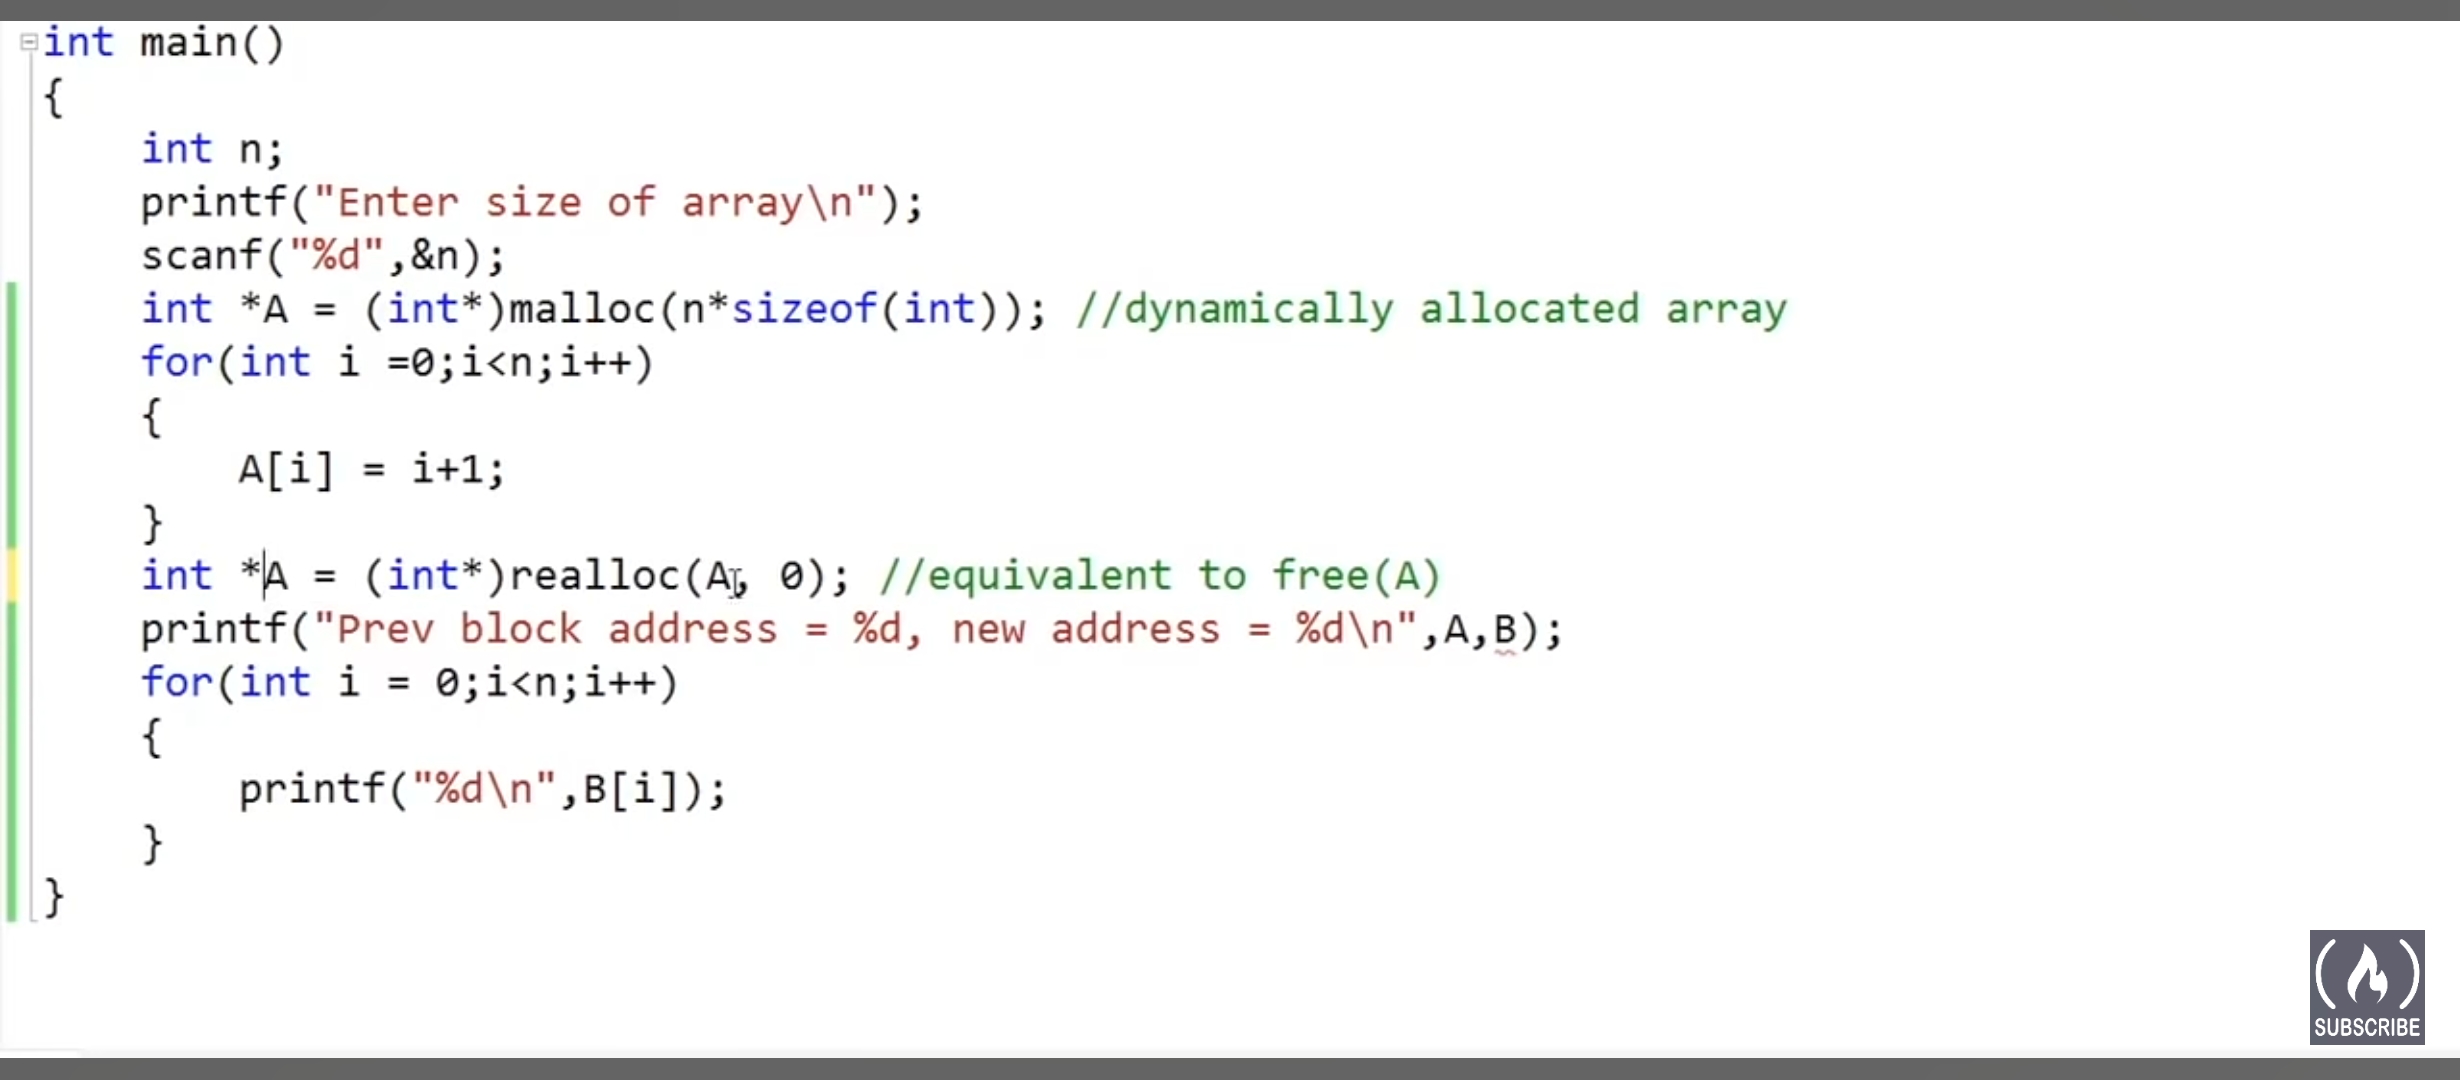 int main()
{
int n;
printf("Enter size of array\n");
scanf("%d",&n);
int *A = (int*)malloc(n*sizeof(int)); //dynamically allocated array
for(int i =0;i<n;i++)
{
A[i] = i+1;
}
int *A = (int*)realloc(A, 0); //equivalent to free(A)
printf("Prev block address = %d, new address = %d\n",A,B);
for(int i = 0;i<n;i++)
{
printf("%d\n",B[i]);
}
}
SUBSCRIBE